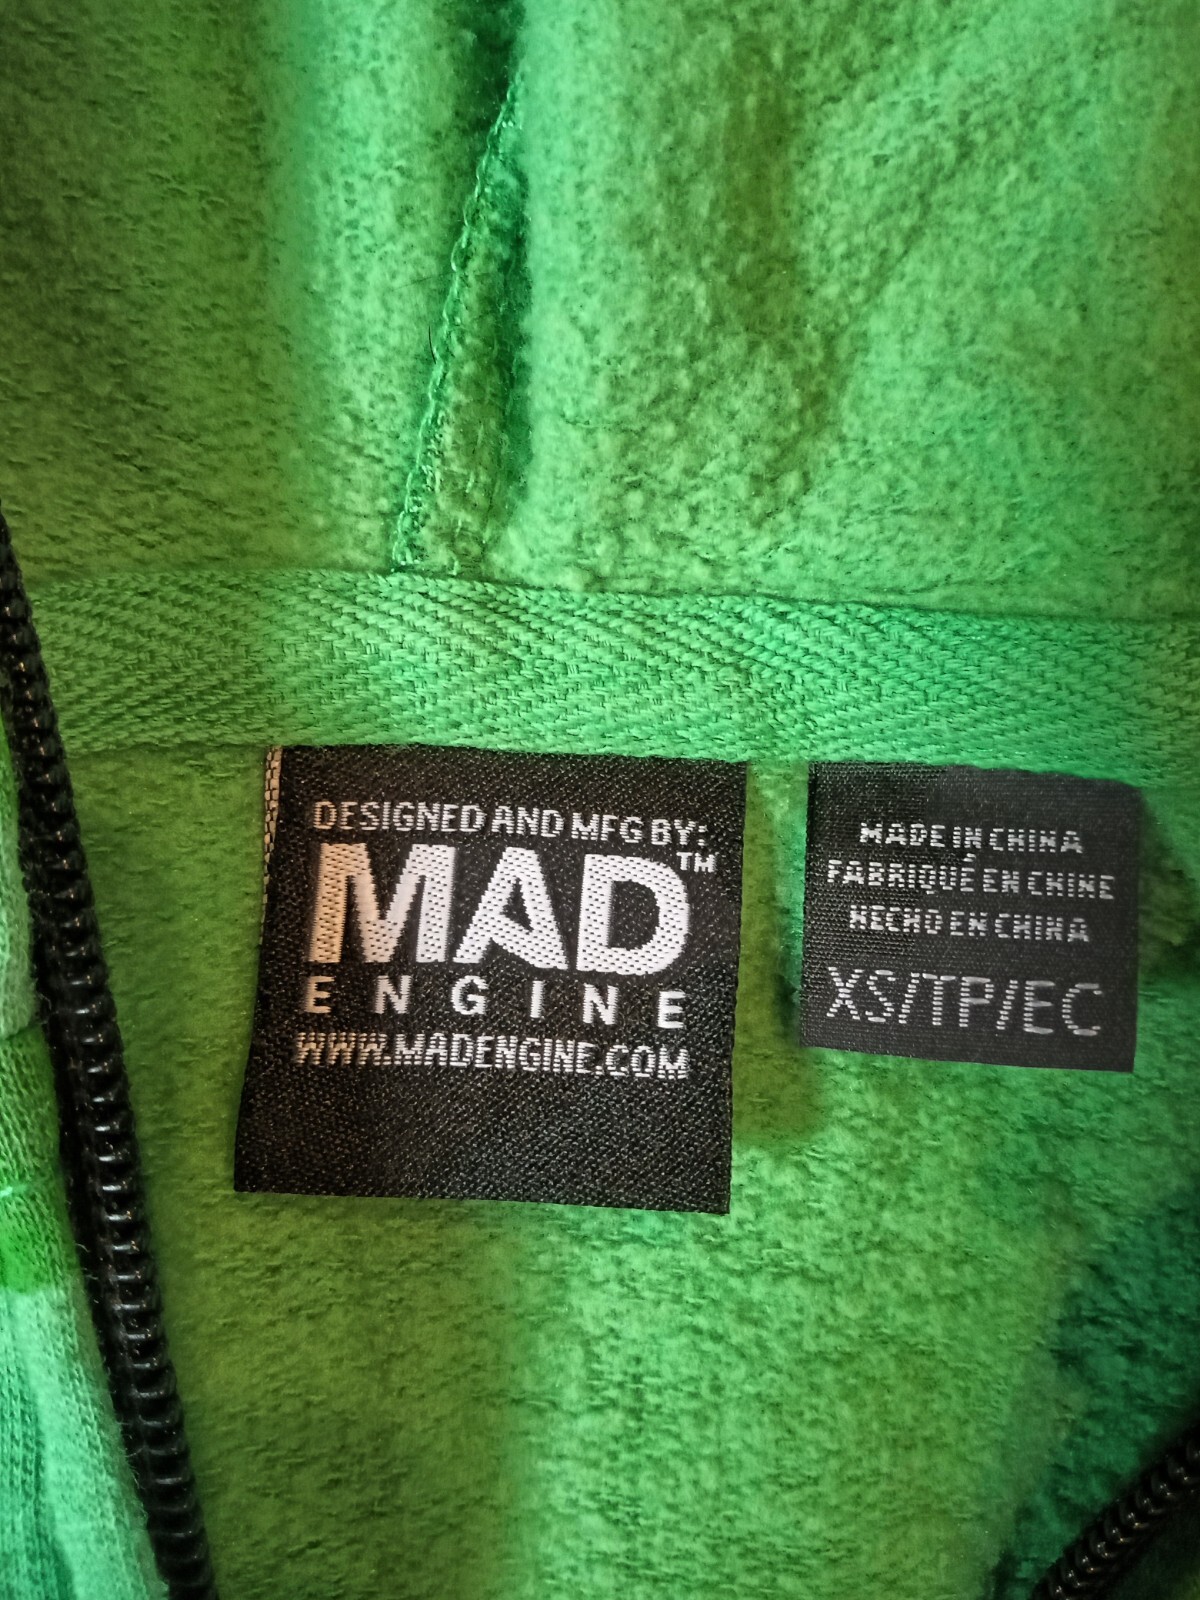 DESIGNED AND MFG BY:
MAD™
ENGINE
WWW.MADENGINE.COM
MADE IN CHINA
FABRIQUÉ EN CHINE
HECHO EN CHINA
XS/TP/EC